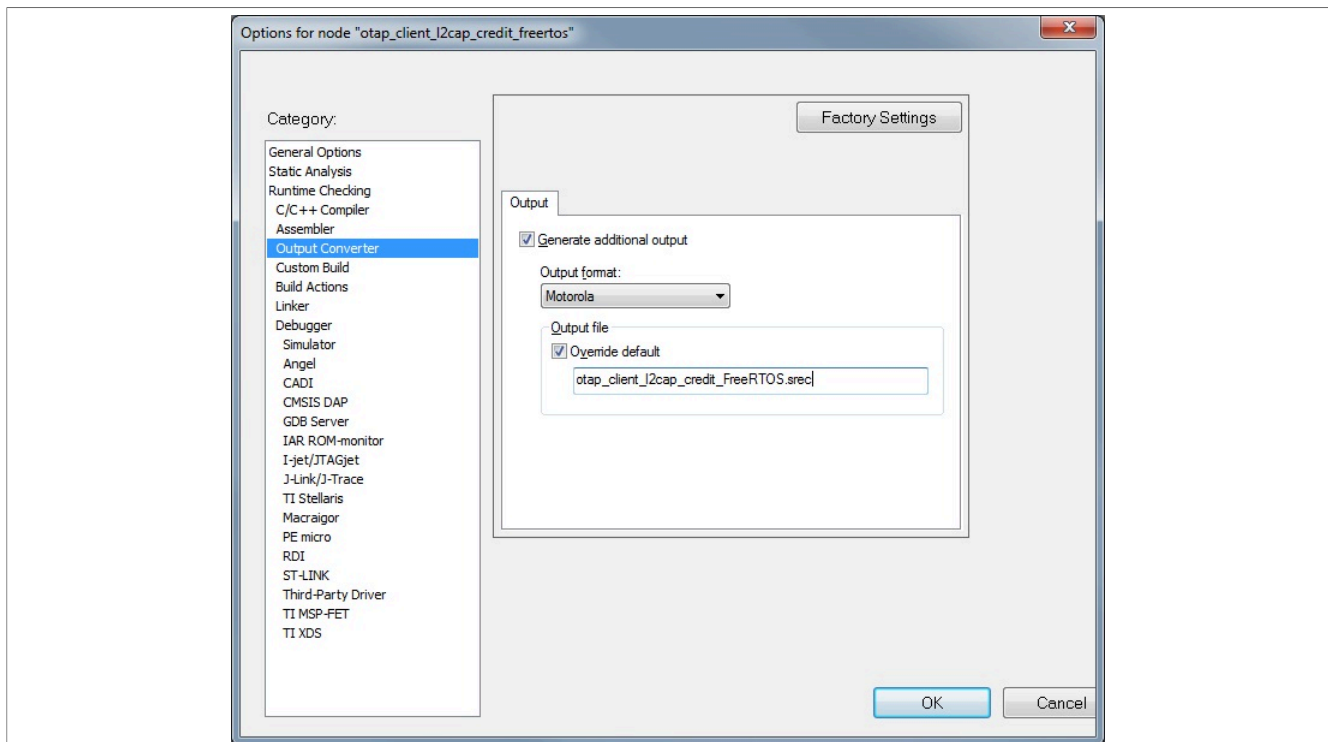 Options for node "otap_client_l2cap_credit_freertos"
X
Category:
General Options
Static Analysis
Runtime Checking
C/C++ Compiler
Assembler
Output Converter
Custom Build
Build Actions
Linker
Debugger
Simulator
Angel
CADI
CMSIS DAP
GDB Server
IAR ROM-monitor
I-jet/JTAGjet
J-Link/J-Trace
TI Stellaris
Macraigor
PE micro
RDI
ST-LINK
Third-Party Driver
TI MSP-FET
TI XDS
Factory Settings
Output
Generate additional output
Output format:
Motorola
Output file
Override default
otap_client_l2cap_credit_FreeRTOS.srec
OK
Cancel